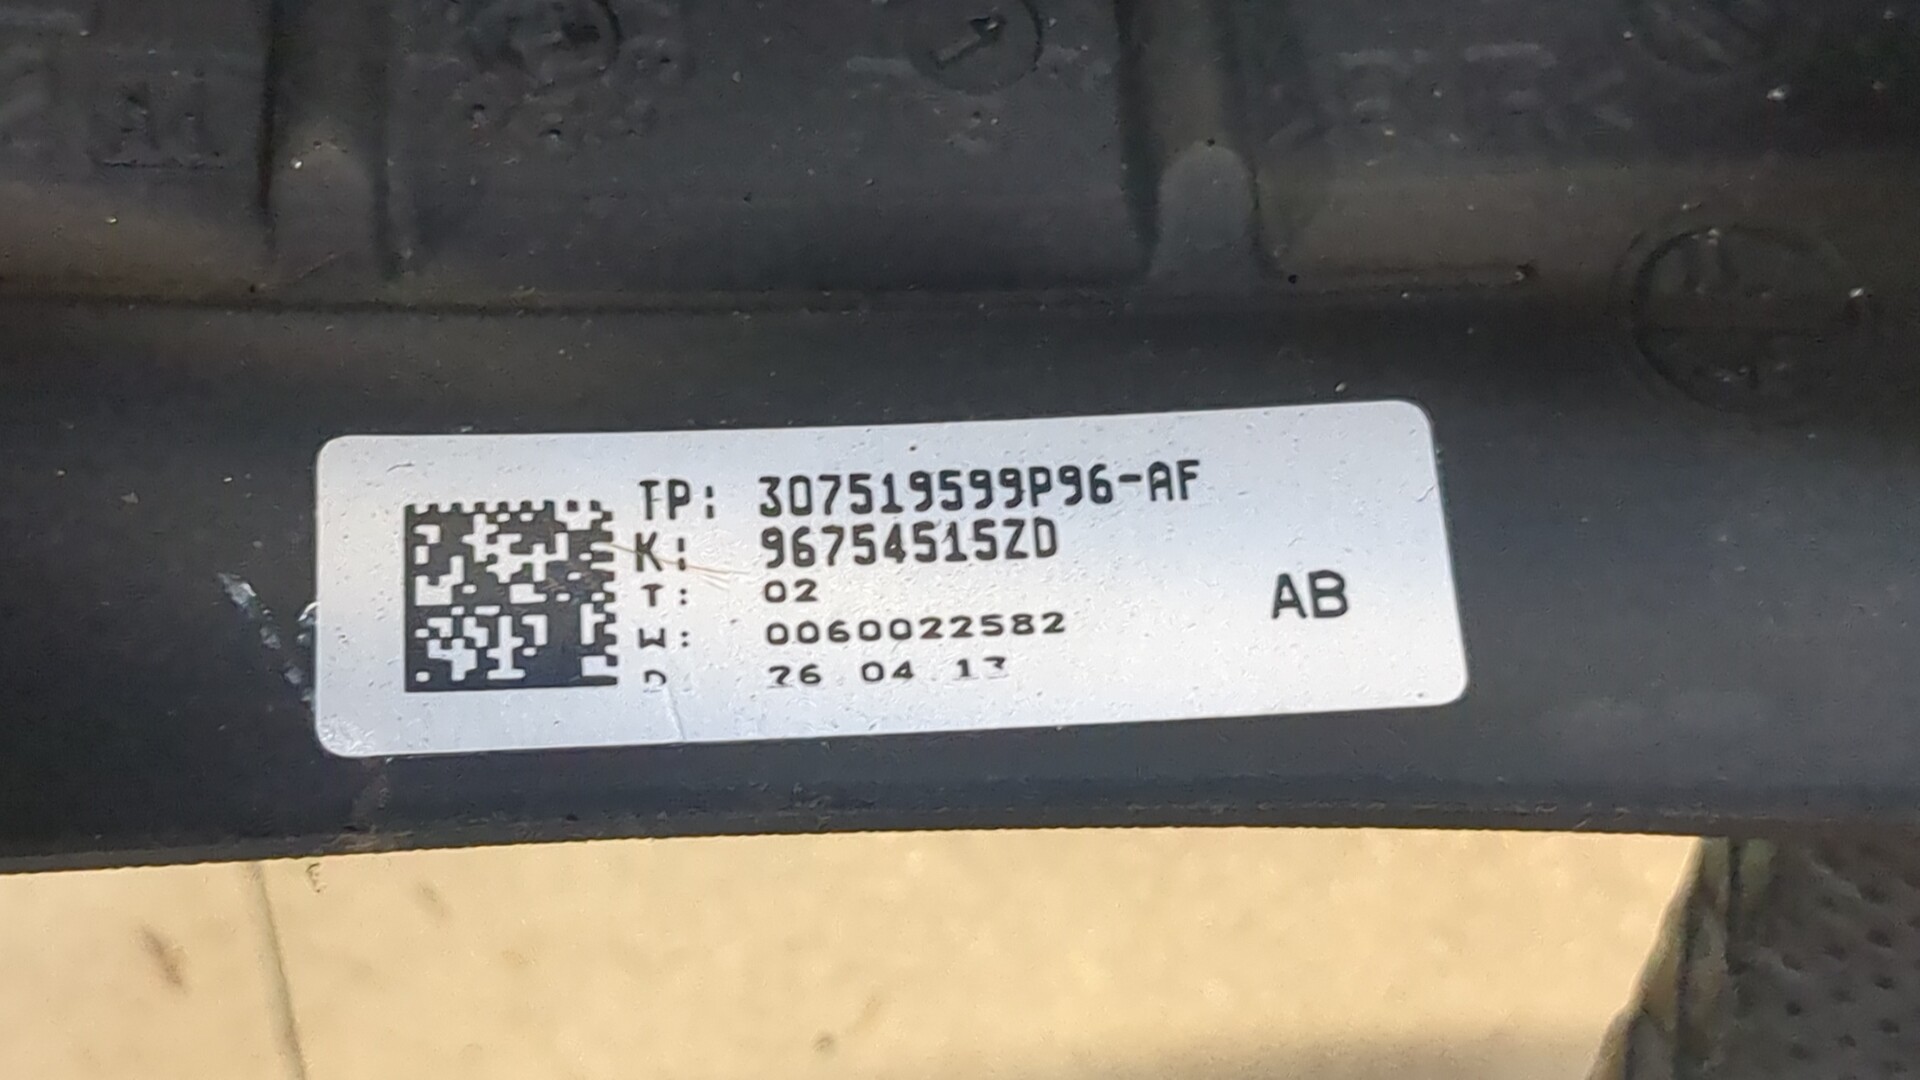 TP: 307519599P96-AF
K: 96754515ZD
T: 02
W: 0060022582
AB
D 26 04 13